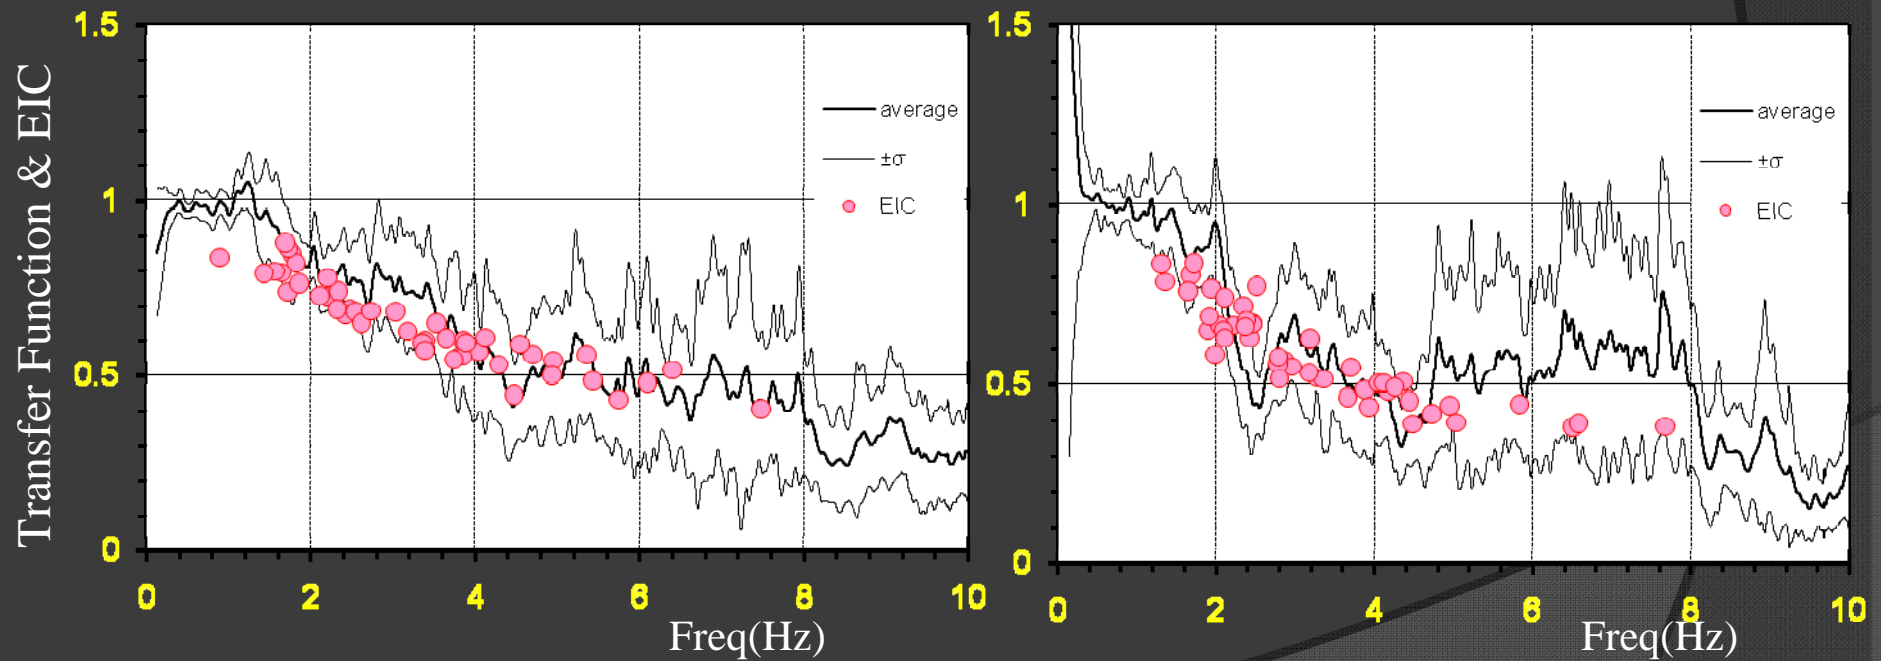 Transfer Function & EIC
1.5
1
0.5
0
0 2 4 6 8 10
Freq(Hz)
average
±σ
EIC
1.5
1
0.5
0
0 2 4 6 8 10
Freq(Hz)
average
±σ
EIC